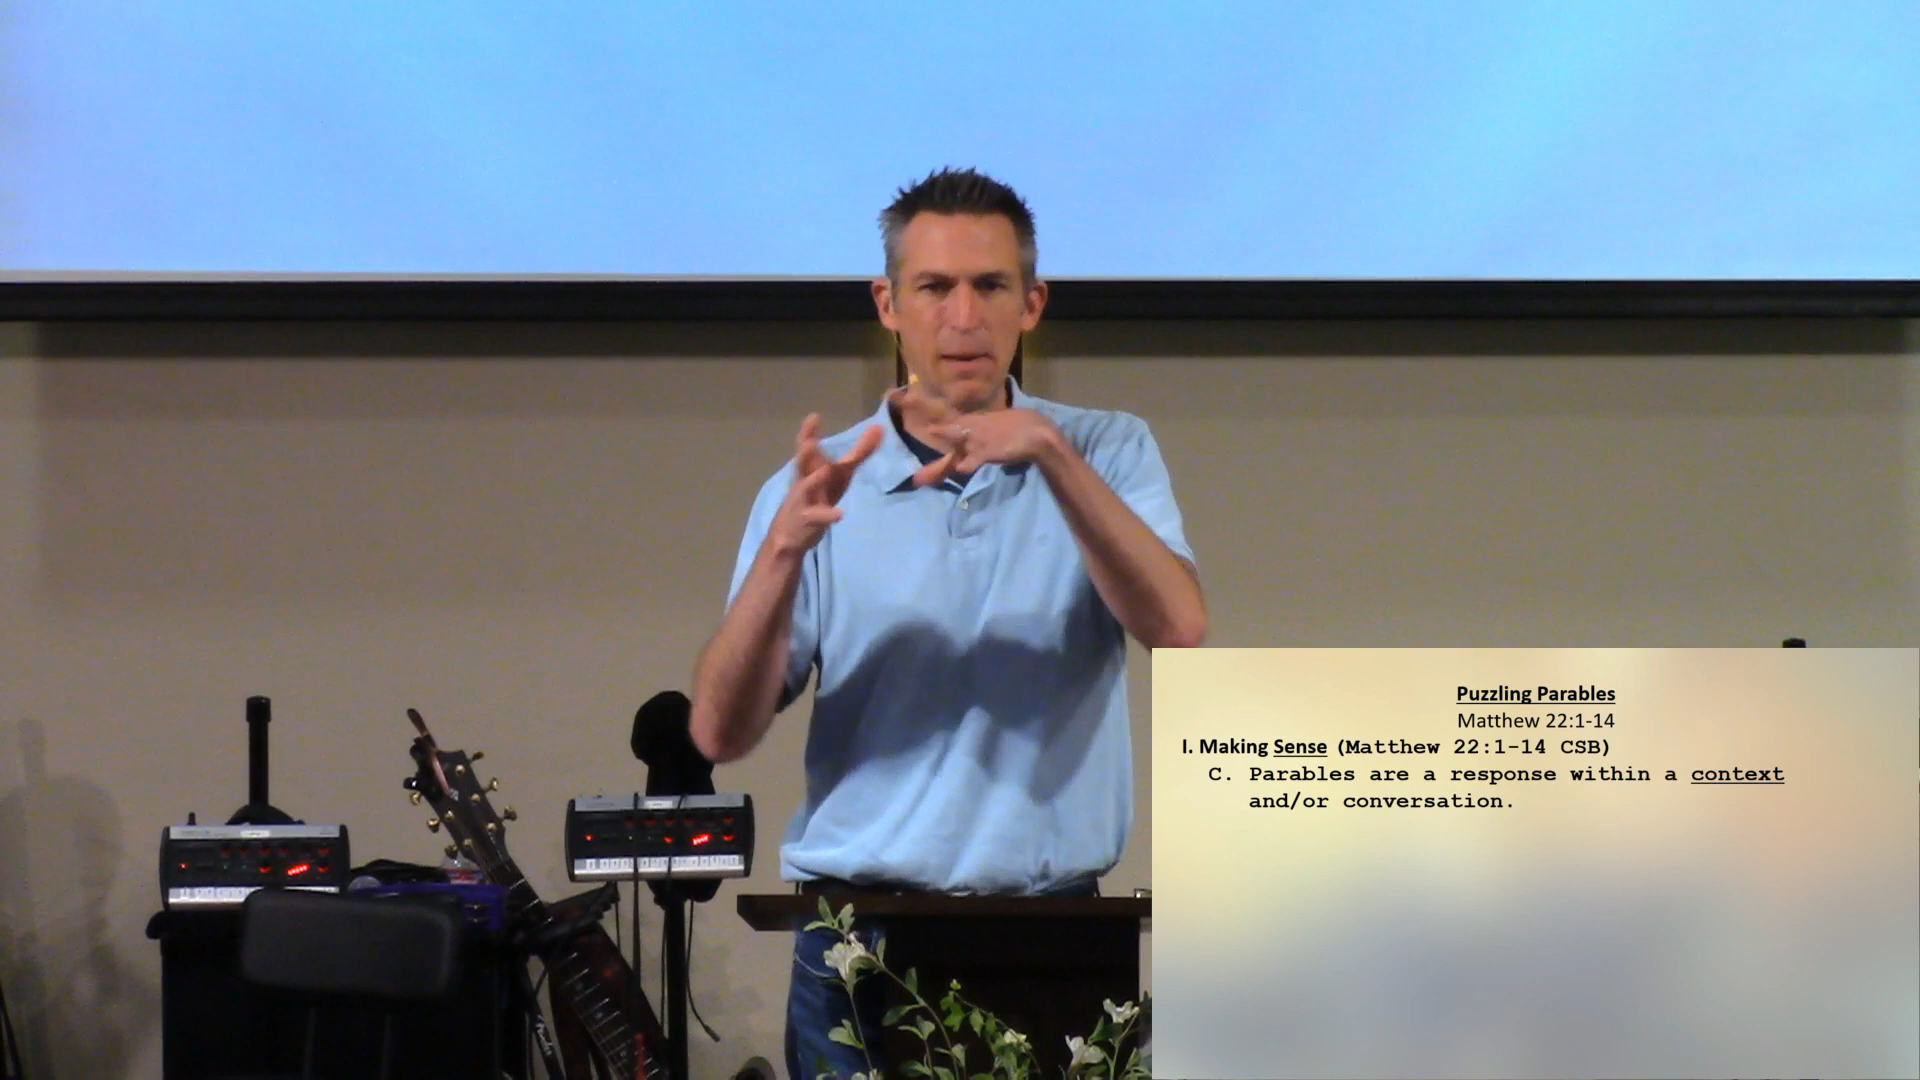 Puzzling Parables
Matthew 22:1-14
I. Making Sense (Matthew 22:1-14 CSB)
C. Parables are a response within a context
and/or conversation.